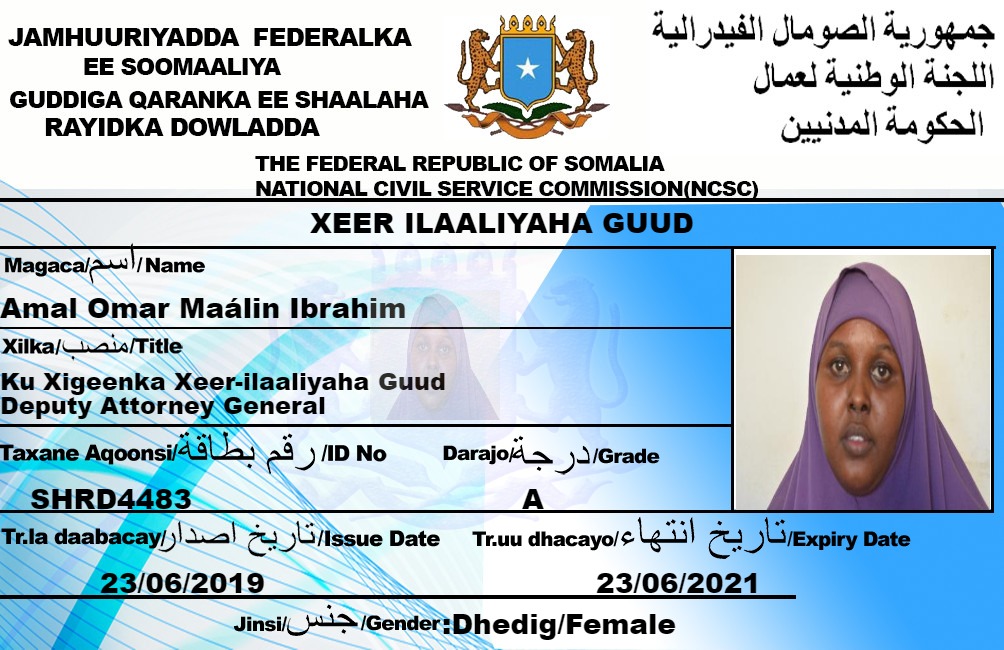 JAMHUURIYADDA FEDERALKA
EE SOOMAALIYA
GUDDIGA QARANKA EE SHAALAHA
RAYIDKA DOWLADDA
جمهورية الصومال الفيدرالية
اللجنة الوطنية لعمال
الحكومة المدنيين
THE FEDERAL REPUBLIC OF SOMALIA
NATIONAL CIVIL SERVICE COMMISSION(NCSC)
XEER ILAALIYAHA GUUD
Magaca/اسم/Name
Amal Omar Maálin Ibrahim
Xilka/منصب/Title
Ku Xigeenka Xeer-ilaaliyaha Guud
Deputy Attorney General
Taxane Aqoonsi/رقم بطاقة/ID No Darajo/درجة/Grade
SHRD4483 A
Tr.la daabacay/تاريخ اصدار/Issue Date Tr.uu dhacayo/تاريخ انتهاء/Expiry Date
23/06/2019 23/06/2021
Jinsi/جنس/Gender:Dhedig/Female